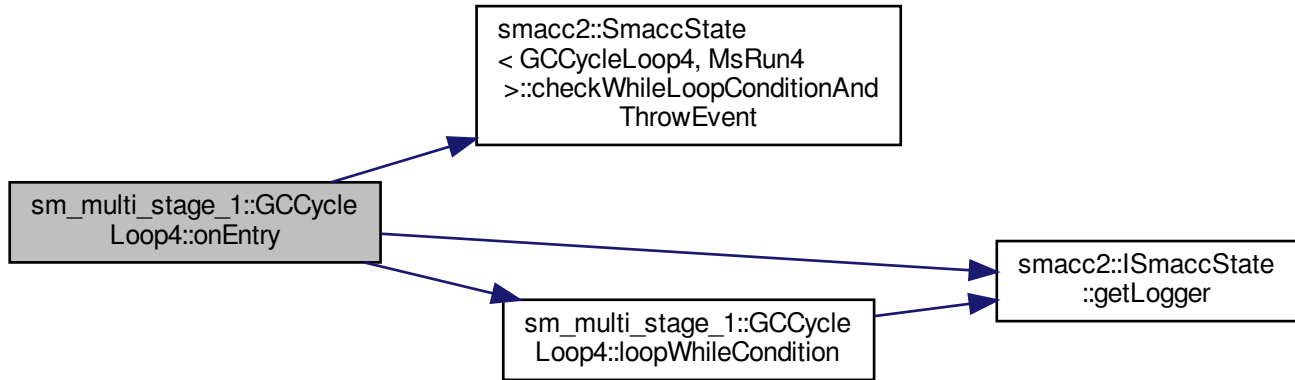 smacc2::SmaccState
< GCCycleLoop4, MsRun4
>::checkWhileLoopConditionAnd
ThrowEvent
sm_multi_stage_1::GCCycle
Loop4::onEntry
smacc2::ISmaccState
::getLogger
sm_multi_stage_1::GCCycle
Loop4::loopWhileCondition